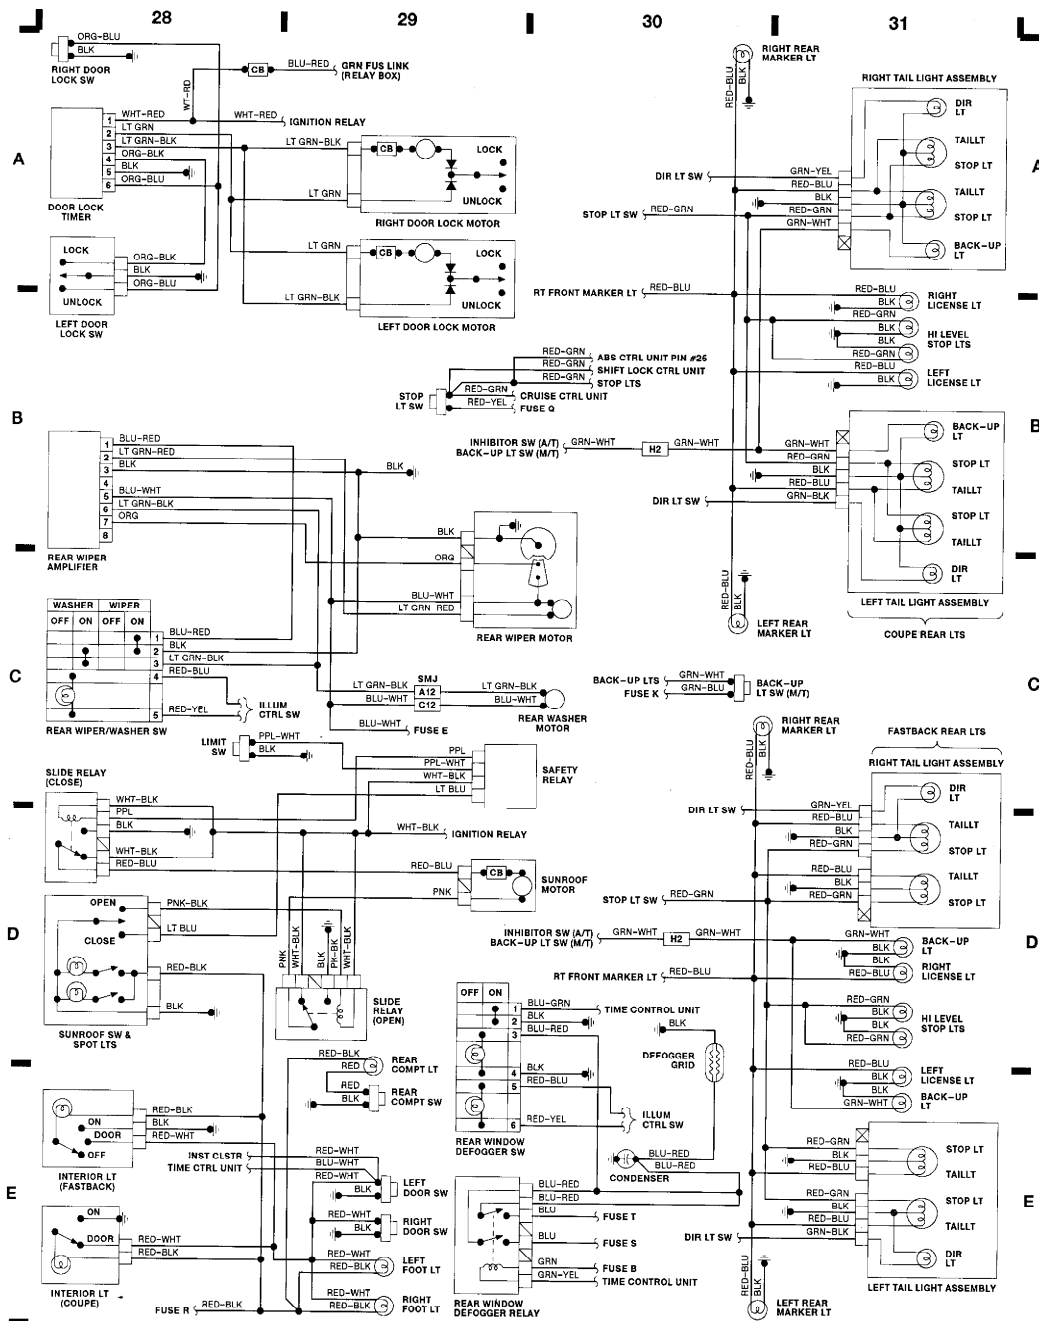 28
29
30
31
A
B
C
D
E
A
B
C
D
E
ORG-BLU
BLK
RIGHT DOOR
LOCK SW
WT-RD
CB
BLU-RED
GRN FUS LINK
(RELAY BOX)
WHT-RED
IGNITION RELAY
1 WHT-RED
2 LT GRN
3 LT GRN-BLK
4 ORG-BLK
5 BLK
6 ORG-BLU
DOOR LOCK
TIMER
LT GRN-BLK
CB
LOCK
UNLOCK
LT GRN
RIGHT DOOR LOCK MOTOR
LOCK
UNLOCK
ORG-BLK
BLK
ORG-BLU
LEFT DOOR
LOCK SW
LT GRN
CB
LOCK
UNLOCK
LT GRN-BLK
LEFT DOOR LOCK MOTOR
RED-GRN ABS CTRL UNIT PIN #25
RED-GRN SHIFT LOCK CTRL UNIT
RED-GRN STOP LTS
STOP
LT SW
RED-GRN CRUISE CTRL UNIT
RED-YEL FUSE Q
1 BLU-RED
2 LT GRN-RED
3 BLK
4
5 BLU-WHT
6 LT GRN-BLK
7 ORG
8
BLK
REAR WIPER
AMPLIFIER
BLK
ORG
BLU-WHT
LT GRN RED
REAR WIPER MOTOR
WASHER WIPER
OFF ON OFF ON
1 BLU-RED
2 BLK
3 LT GRN-BLK
4 RED-BLU
5 RED-YEL
ILLUM
CTRL SW
REAR WIPER/WASHER SW
SMJ
LT GRN-BLK A12 LT GRN-BLK
BLU-WHT C12 BLU-WHT
REAR WASHER
MOTOR
BLU-WHT FUSE E
LIMIT
SW
PPL-WHT
BLK
PPL
PPL-WHT
WHT-BLK
LT BLU
SAFETY
RELAY
SLIDE RELAY
(CLOSE)
WHT-BLK
PPL
BLK
WHT-BLK
RED-BLU
WHT-BLK IGNITION RELAY
RED-BLU
PNK
CB
SUNROOF
MOTOR
OPEN
CLOSE
PNK-BLK
LT BLU
RED-BLK
BLK
SUNROOF SW &
SPOT LTS
PNK
WHT-BLK
BLK
PK-BK
WHT-BLK
SLIDE
RELAY
(OPEN)
RED-BLK
RED
REAR
COMPT LT
RED
BLK
REAR
COMPT SW
ON
DOOR
OFF
RED-BLK
BLK
RED-WHT
INTERIOR LT
(FASTBACK)
INST CLSTR RED-WHT
TIME CTRL UNIT BLU-WHT
RED-WHT
BLK
LEFT
DOOR SW
RED-WHT
BLK
RIGHT
DOOR SW
ON
DOOR
RED-WHT
RED-BLK
INTERIOR LT
(COUPE)
RED-WHT
RED-BLK
LEFT
FOOT LT
FUSE R RED-BLK
RED-WHT
RED-BLK
RIGHT
FOOT LT
OFF ON
1 BLU-GRN TIME CONTROL UNIT
2 BLK
3 BLU-RED
4 BLK
5 RED-BLU
6 RED-YEL
ILLUM
CTRL SW
REAR WINDOW
DEFOGGER SW
BLK
DEFOGGER
GRID
BLU-RED
BLU-RED
CONDENSER
BLU-RED
BLU-RED
BLU FUSE T
BLU FUSE S
GRN FUSE B
GRN-YEL TIME CONTROL UNIT
REAR WINDOW
DEFOGGER RELAY
RIGHT REAR
MARKER LT
RED-BLU
BLK
RIGHT TAIL LIGHT ASSEMBLY
DIR LT SW
GRN-YEL
RED-BLU
BLK
STOP LT SW RED-GRN
RED-GRN
GRN-WHT
DIR
LT
TAILLT
STOP LT
TAILLT
STOP LT
BACK-UP
LT
RT FRONT MARKER LT RED-BLU
RED-BLU
BLK
RIGHT
LICENSE LT
RED-GRN
BLK
BLK
RED-GRN
HI LEVEL
STOP LTS
RED-BLU
BLK
LEFT
LICENSE LT
INHIBITOR SW (A/T)
BACK-UP LT SW (M/T)
GRN-WHT H2 GRN-WHT
GRN-WHT
RED-GRN
BLK
RED-BLU
GRN-BLK
DIR LT SW
BACK-UP
LT
STOP LT
TAILLT
STOP LT
TAILLT
DIR
LT
LEFT TAIL LIGHT ASSEMBLY
COUPE REAR LTS
RED-BLU
BLK
LEFT REAR
MARKER LT
BACK-UP LTS GRN-WHT
FUSE K GRN-BLU
BACK-UP
LT SW (M/T)
RIGHT REAR
MARKER LT
RED-BLU
BLK
FASTBACK REAR LTS
RIGHT TAIL LIGHT ASSEMBLY
DIR LT SW
GRN-YEL
RED-BLU
BLK
RED-GRN
RED-BLU
BLK
RED-GRN
STOP LT SW RED-GRN
DIR
LT
TAILLT
STOP LT
TAILLT
STOP LT
INHIBITOR SW (A/T)
BACK-UP LT SW (M/T)
GRN-WHT H2 GRN-WHT
GRN-WHT
BLK
BACK-UP
LT
RT FRONT MARKER LT RED-BLU
BLK
RED-BLU
RIGHT
LICENSE LT
RED-GRN
BLK
BLK
RED-GRN
HI LEVEL
STOP LTS
RED-BLU
BLK
LEFT
LICENSE LT
BLK
GRN-WHT
BACK-UP
LT
RED-GRN
BLK
RED-BLU
STOP LT
TAILLT
RED-GRN
BLK
RED-BLU
GRN-BLK
DIR LT SW
STOP LT
TAILLT
DIR
LT
LEFT TAIL LIGHT ASSEMBLY
RED-BLU
BLK
LEFT REAR
MARKER LT